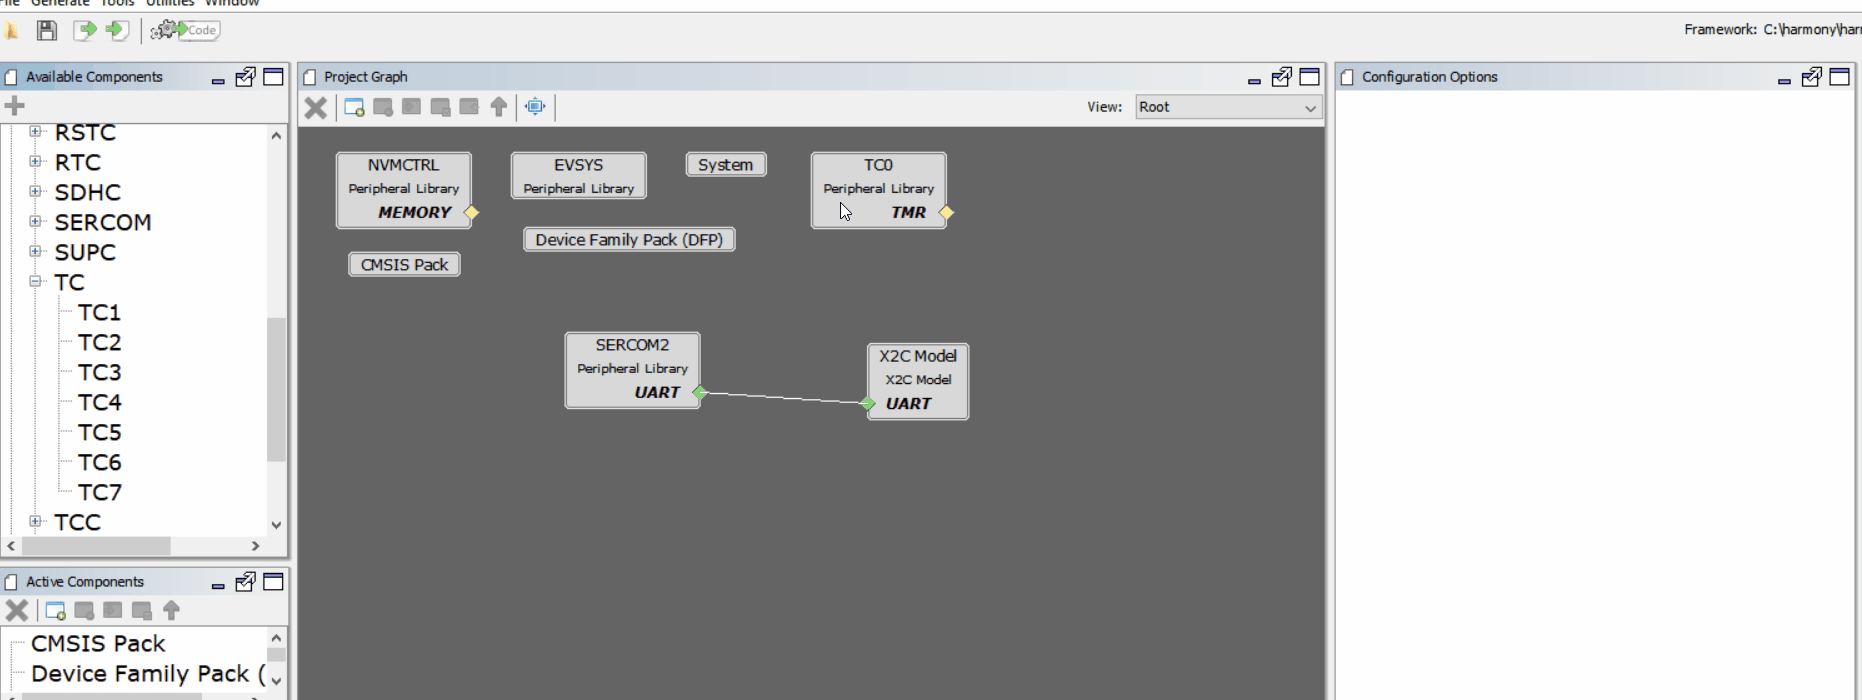 File Generate Tools Utilities Window
Code
Framework: C:\harmony\har
Available Components
RSTC
RTC
SDHC
SERCOM
SUPC
TC
TC1
TC2
TC3
TC4
TC5
TC6
TC7
TCC
Active Components
CMSIS Pack
Device Family Pack (
Project Graph
View: Root
NVMCTRL
Peripheral Library
MEMORY
EVSYS
Peripheral Library
System
TC0
Peripheral Library
TMR
Device Family Pack (DFP)
CMSIS Pack
SERCOM2
Peripheral Library
UART
X2C Model
X2C Model
UART
Configuration Options